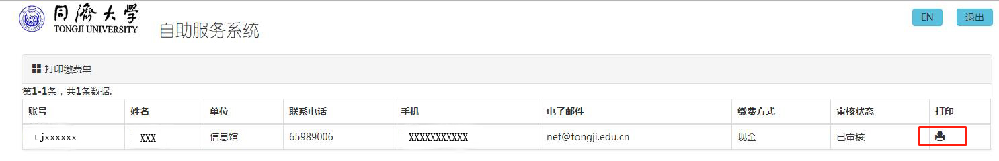 同濟大学
TONGJI UNIVERSITY
自助服务系统
EN
退出
打印缴费单
第1-1条，共1条数据.
账号 姓名 单位 联系电话 手机 电子邮件 缴费方式 审核状态 打印
tjxxxxxx XXX 信息馆 65989006 XXXXXXXXXXX net@tongji.edu.cn 现金 已审核